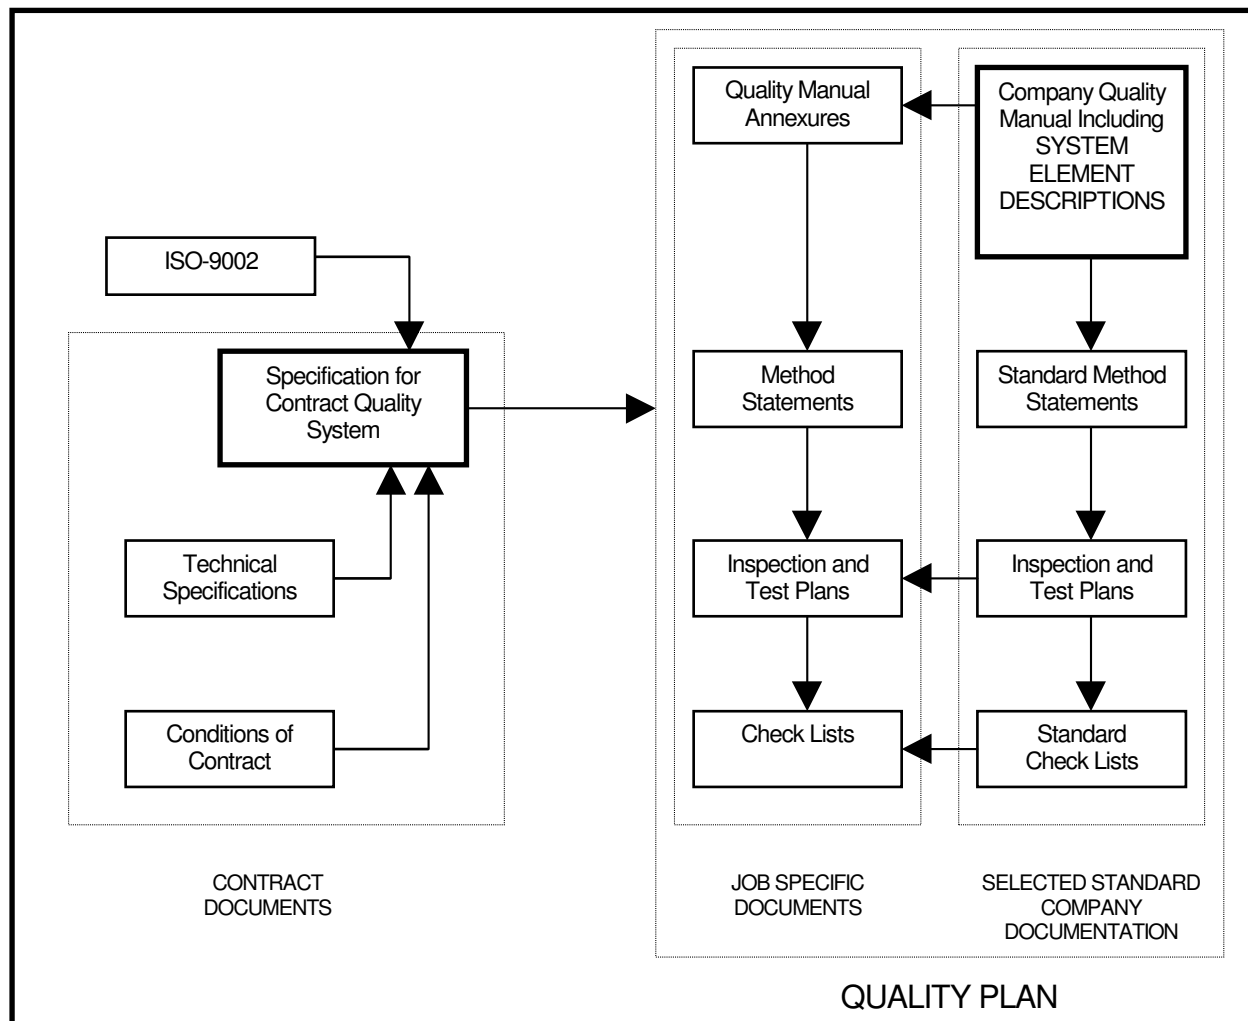 Quality Manual
Annexures
Company Quality
Manual Including
SYSTEM
ELEMENT
DESCRIPTIONS
ISO-9002
Specification for
Contract Quality
System
Method
Statements
Standard Method
Statements
Technical
Specifications
Inspection and
Test Plans
Inspection and
Test Plans
Conditions of
Contract
Check Lists
Standard
Check Lists
CONTRACT
DOCUMENTS
JOB SPECIFIC
DOCUMENTS
SELECTED STANDARD
COMPANY
DOCUMENTATION
QUALITY PLAN